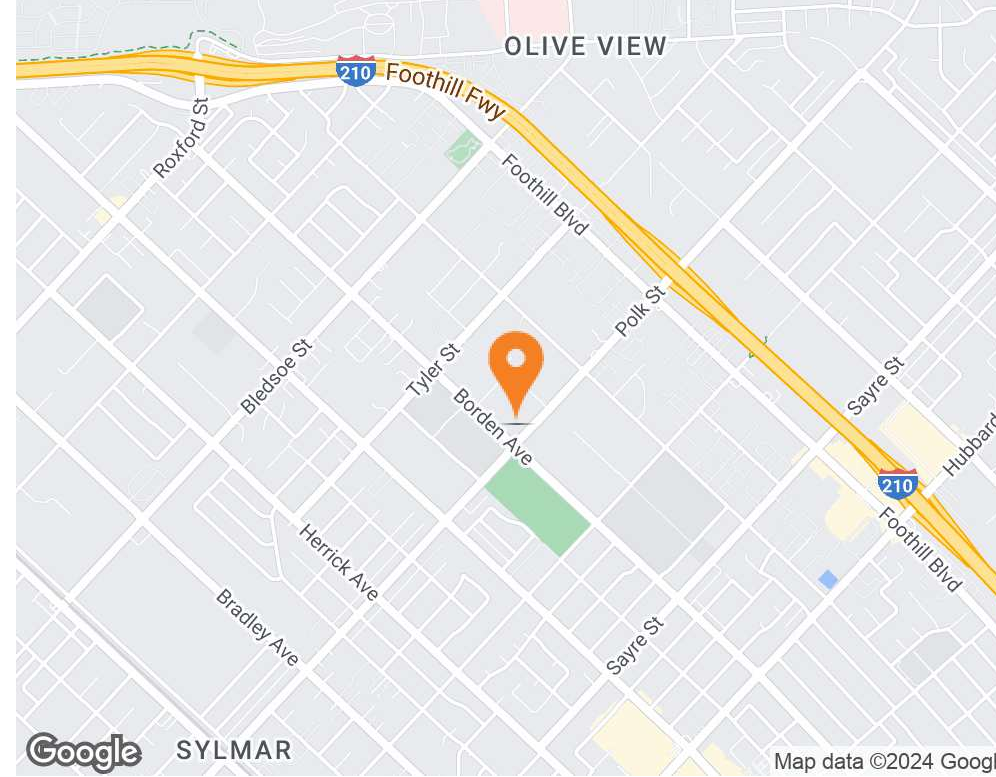 OLIVE VIEW
210
Foothill Fwy
Roxford St
Foothill Blvd
Polk St
Tyler St
Bledsoe St
Sayre St
Borden Ave
Hubbard
210
Foothill Blvd
Herrick Ave
Bradley Ave
Sayre St
Google
SYLMAR
Map data ©2024 Googl